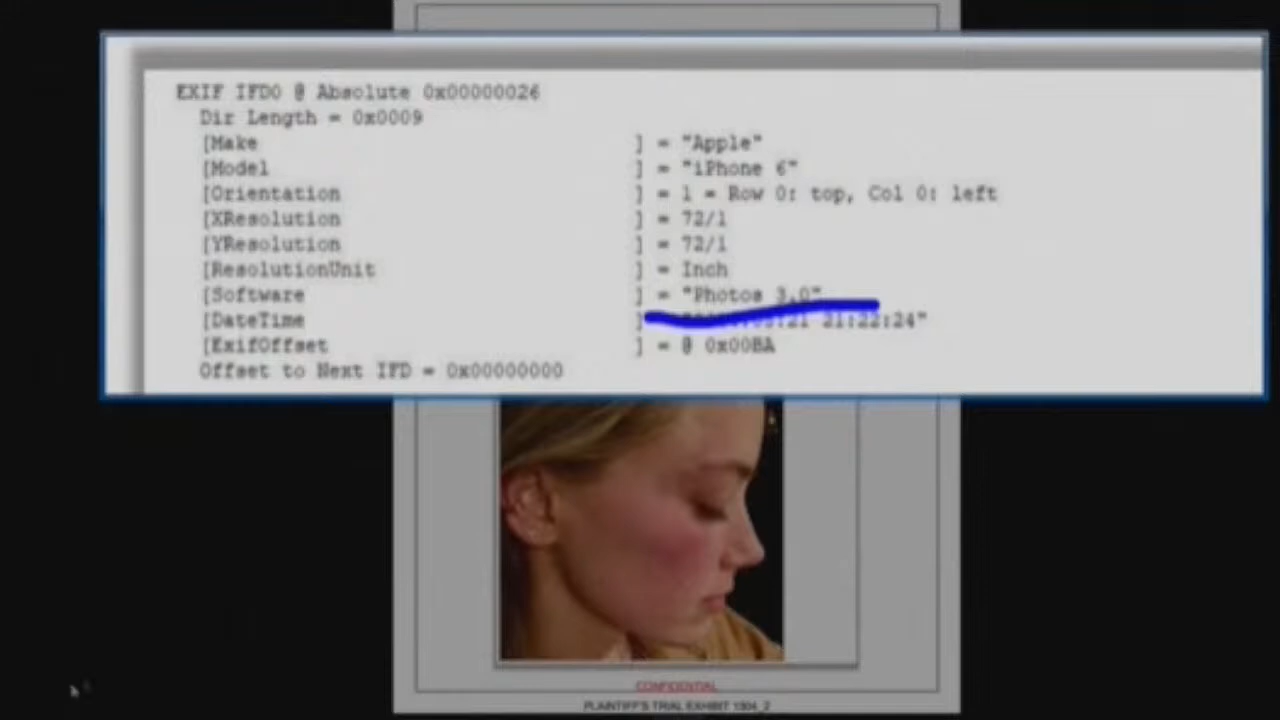 EXIF IFD0 @ Absolute 0x00000026
Dir Length = 0x0009
[Make ] = "Apple"
[Model ] = "iPhone 6"
[Orientation ] = 1 = Row 0: top, Col 0: left
[XResolution ] = 72/1
[YResolution ] = 72/1
[ResolutionUnit ] = Inch
[Software ] = "Photos 3.0"
[DateTime ] = 21:22:24"
[ExifOffset ] = @ 0x00BA
Offset to Next IFD = 0x00000000
CONFIDENTIAL
PLAINTIFF'S TRIAL EXHIBIT 1304_2